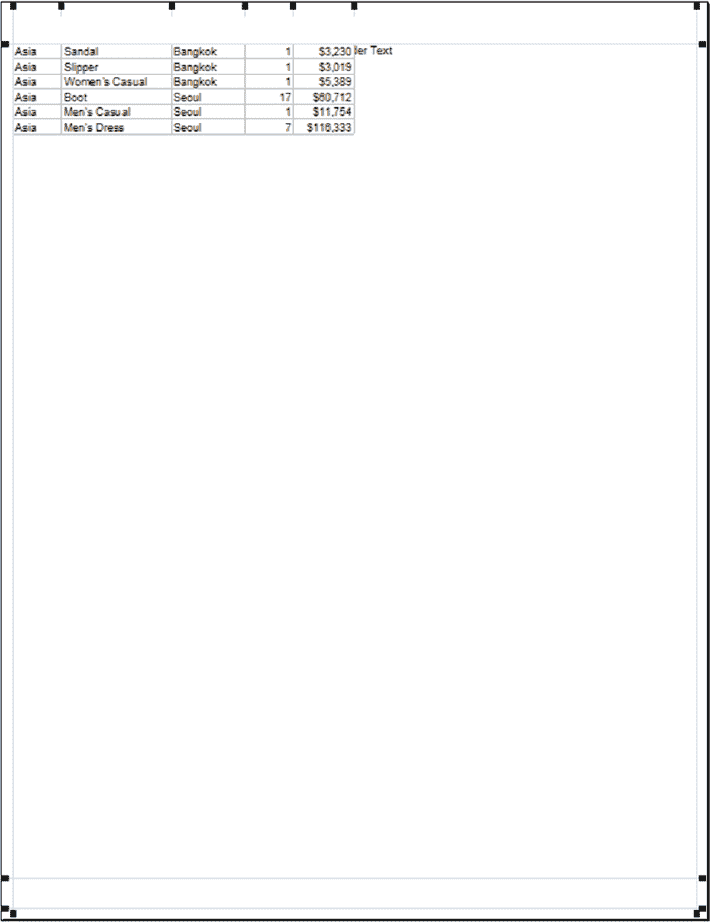 Asia Sandal Bangkok 1 $3,230 der Text
Asia Slipper Bangkok 1 $3,019
Asia Women's Casual Bangkok 1 $5,389
Asia Boot Seoul 17 $60,712
Asia Men's Casual Seoul 1 $11,754
Asia Men's Dress Seoul 7 $116,333